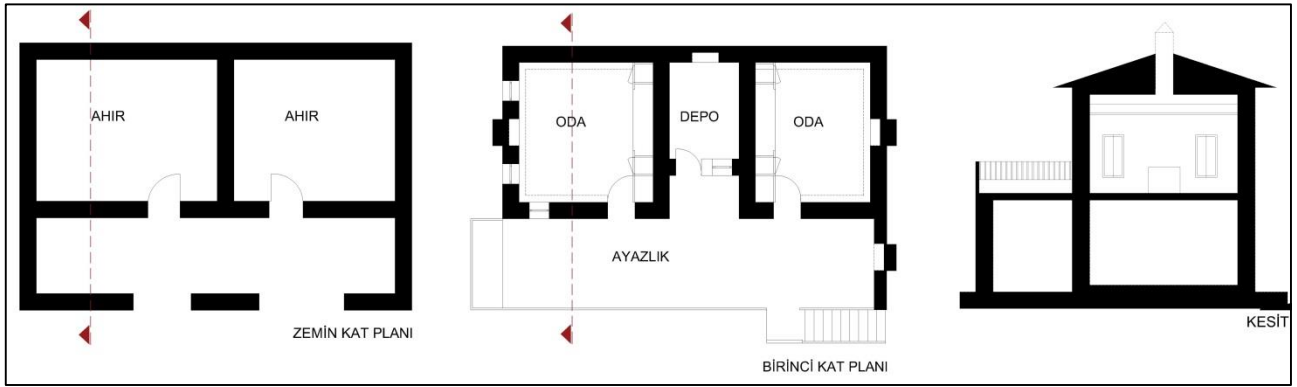 AHIR
AHIR
ZEMİN KAT PLANI
ODA
DEPO
ODA
AYAZLIK
BİRİNCİ KAT PLANI
KESİT